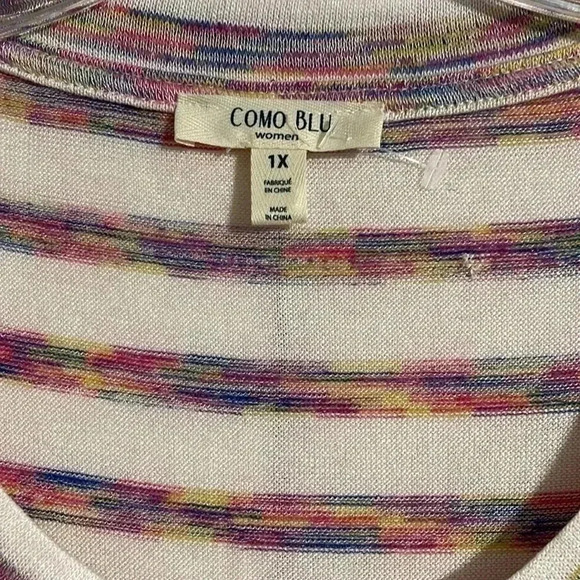 COMO BLU
women
1X
FABRIQUÉ
EN CHINE
MADE
IN CHINA